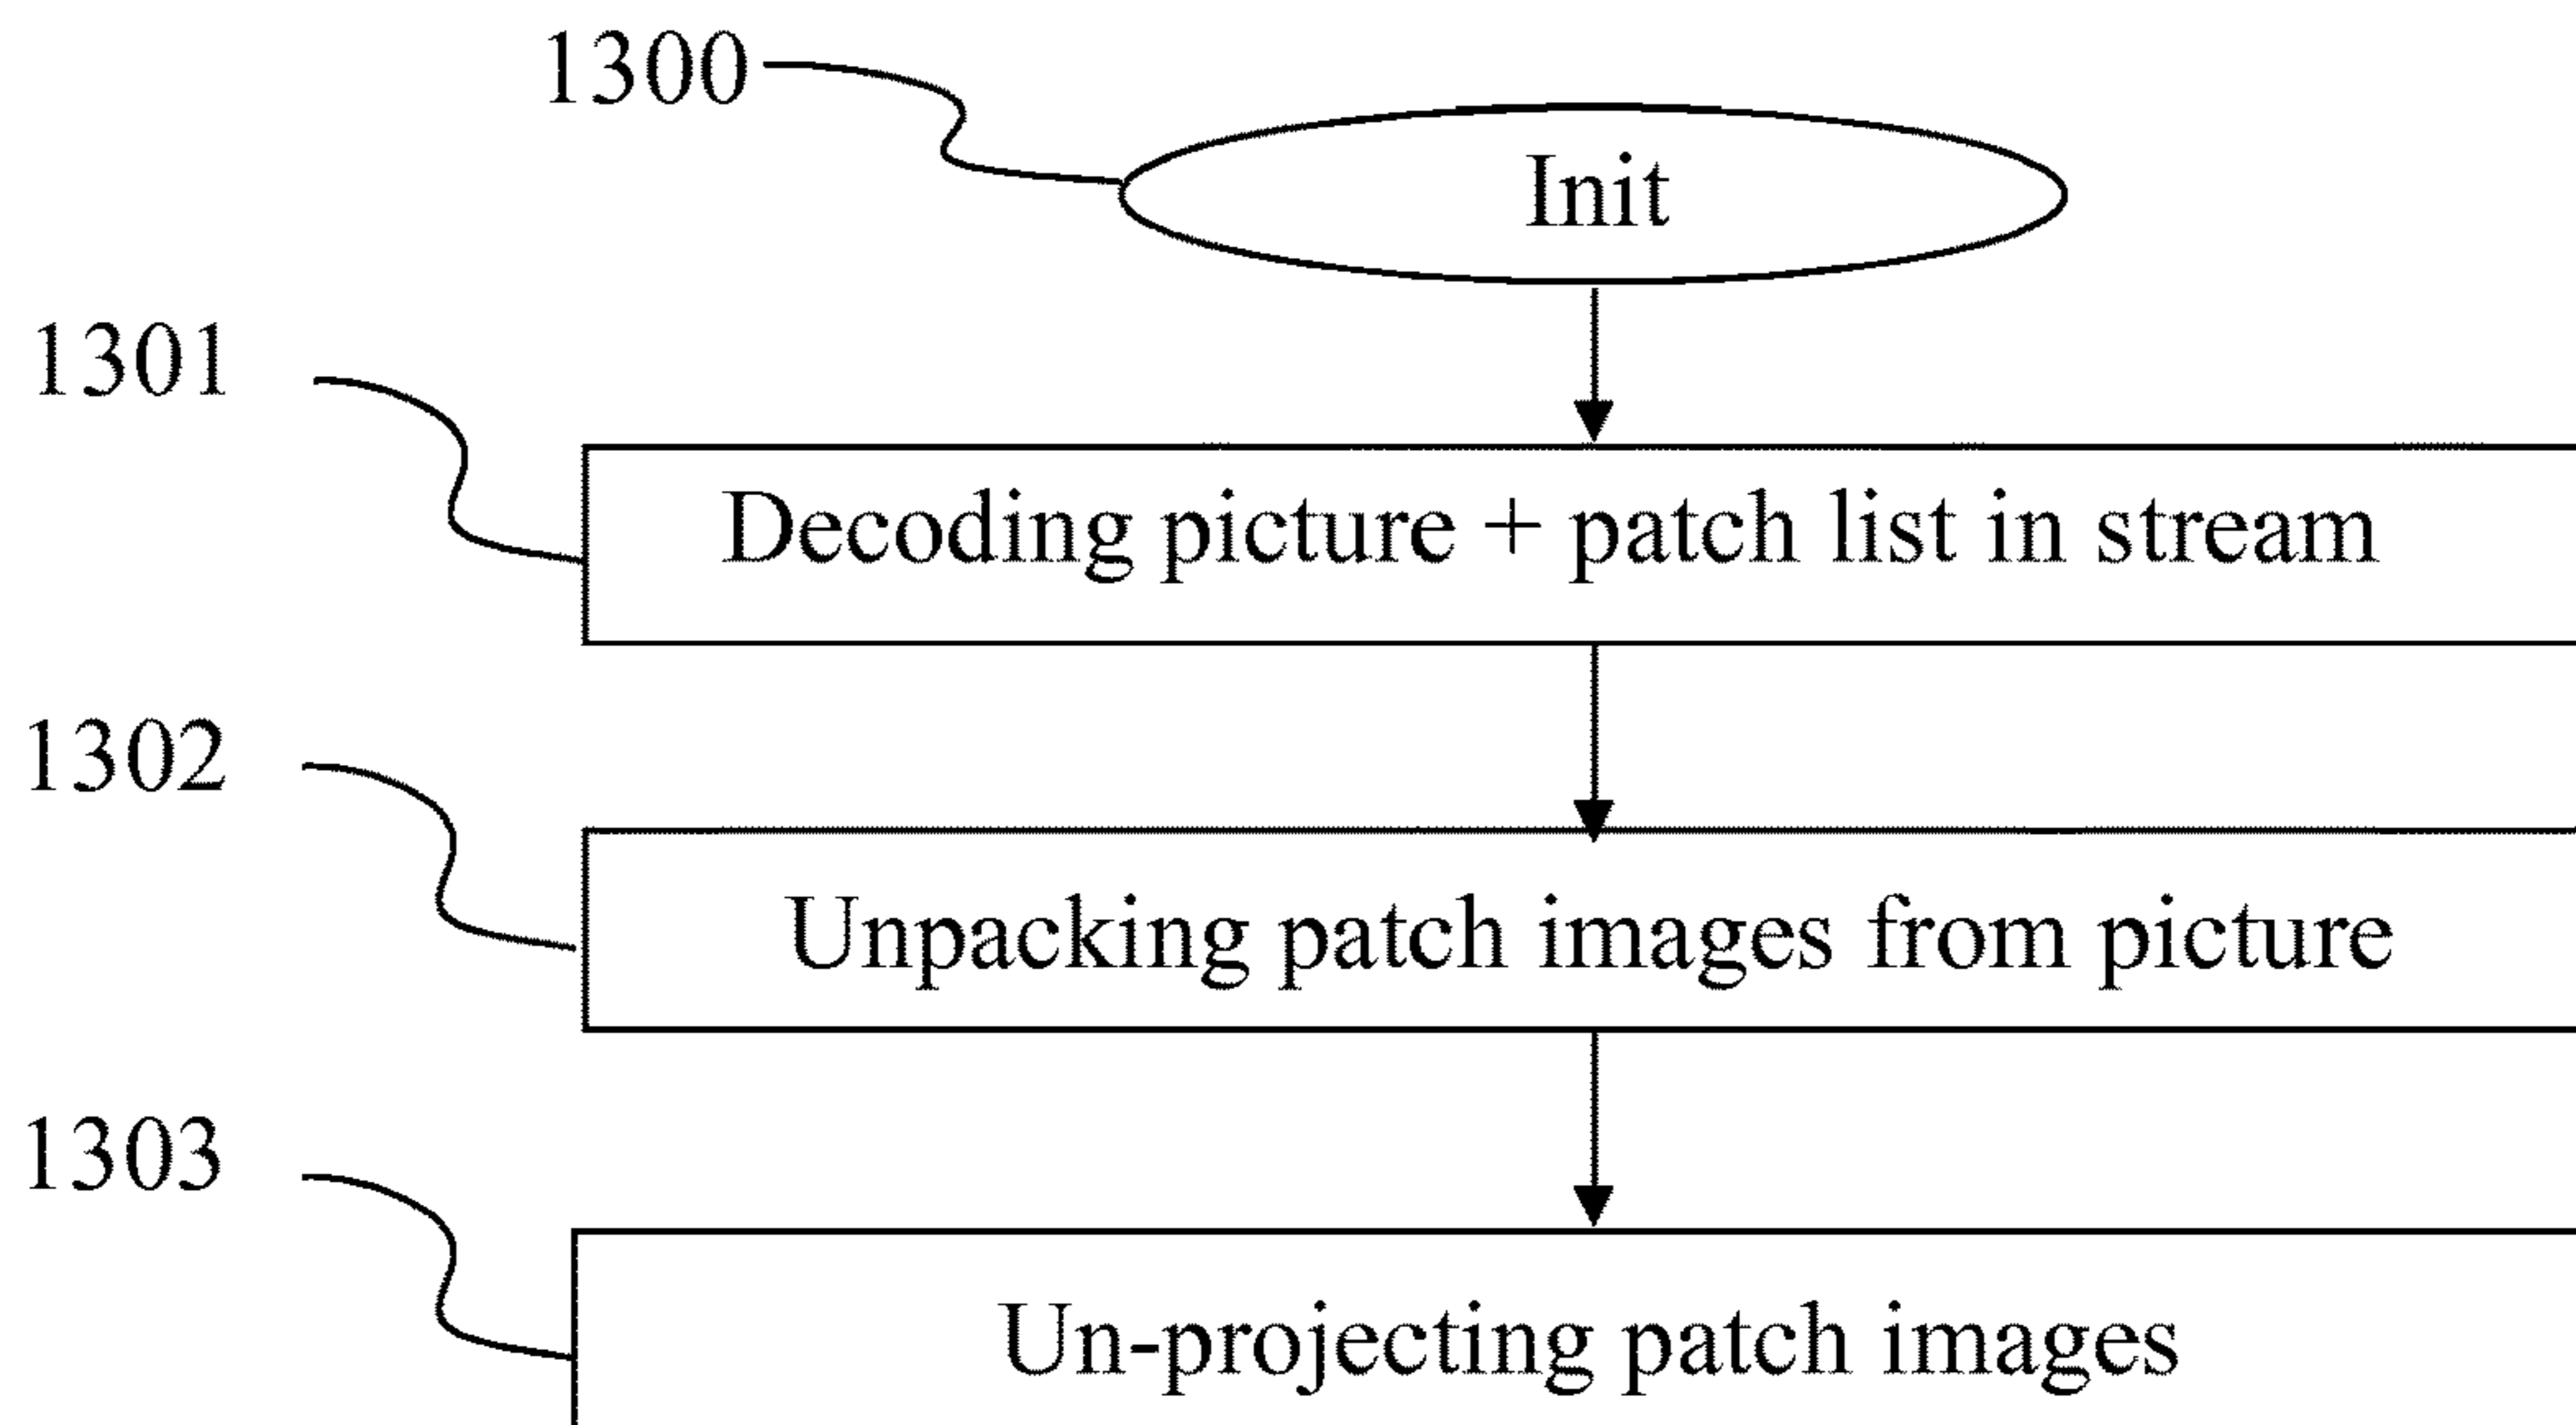 1300
Init
1301
Decoding picture + patch list in stream
1302
Unpacking patch images from picture
1303
Un-projecting patch images